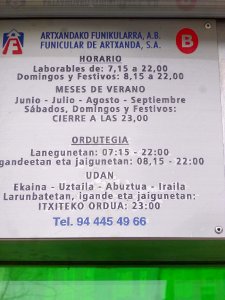 ARTXANDAKO FUNIKULARRA, A.B.
FUNICULAR DE ARTXANDA, S.A.
B
HORARIO
Laborables de: 7,15 a 22,00
Domingos y Festivos: 8,15 a 22,00
MESES DE VERANO
Junio - Julio - Agosto - Septiembre
Sábados, Domingos y Festivos:
CIERRE A LAS 23,00
ORDUTEGIA
Lanegunetan: 07:15 - 22:00
Igandeetan eta jaigunetan: 08,15 - 22:00
UDAN
Ekaina - Uztaila - Abuztua - Iraila
Larunbatetan, igande eta jaigunetan:
ITXITEKO ORDUA: 23:00
Tel. 94 445 49 66